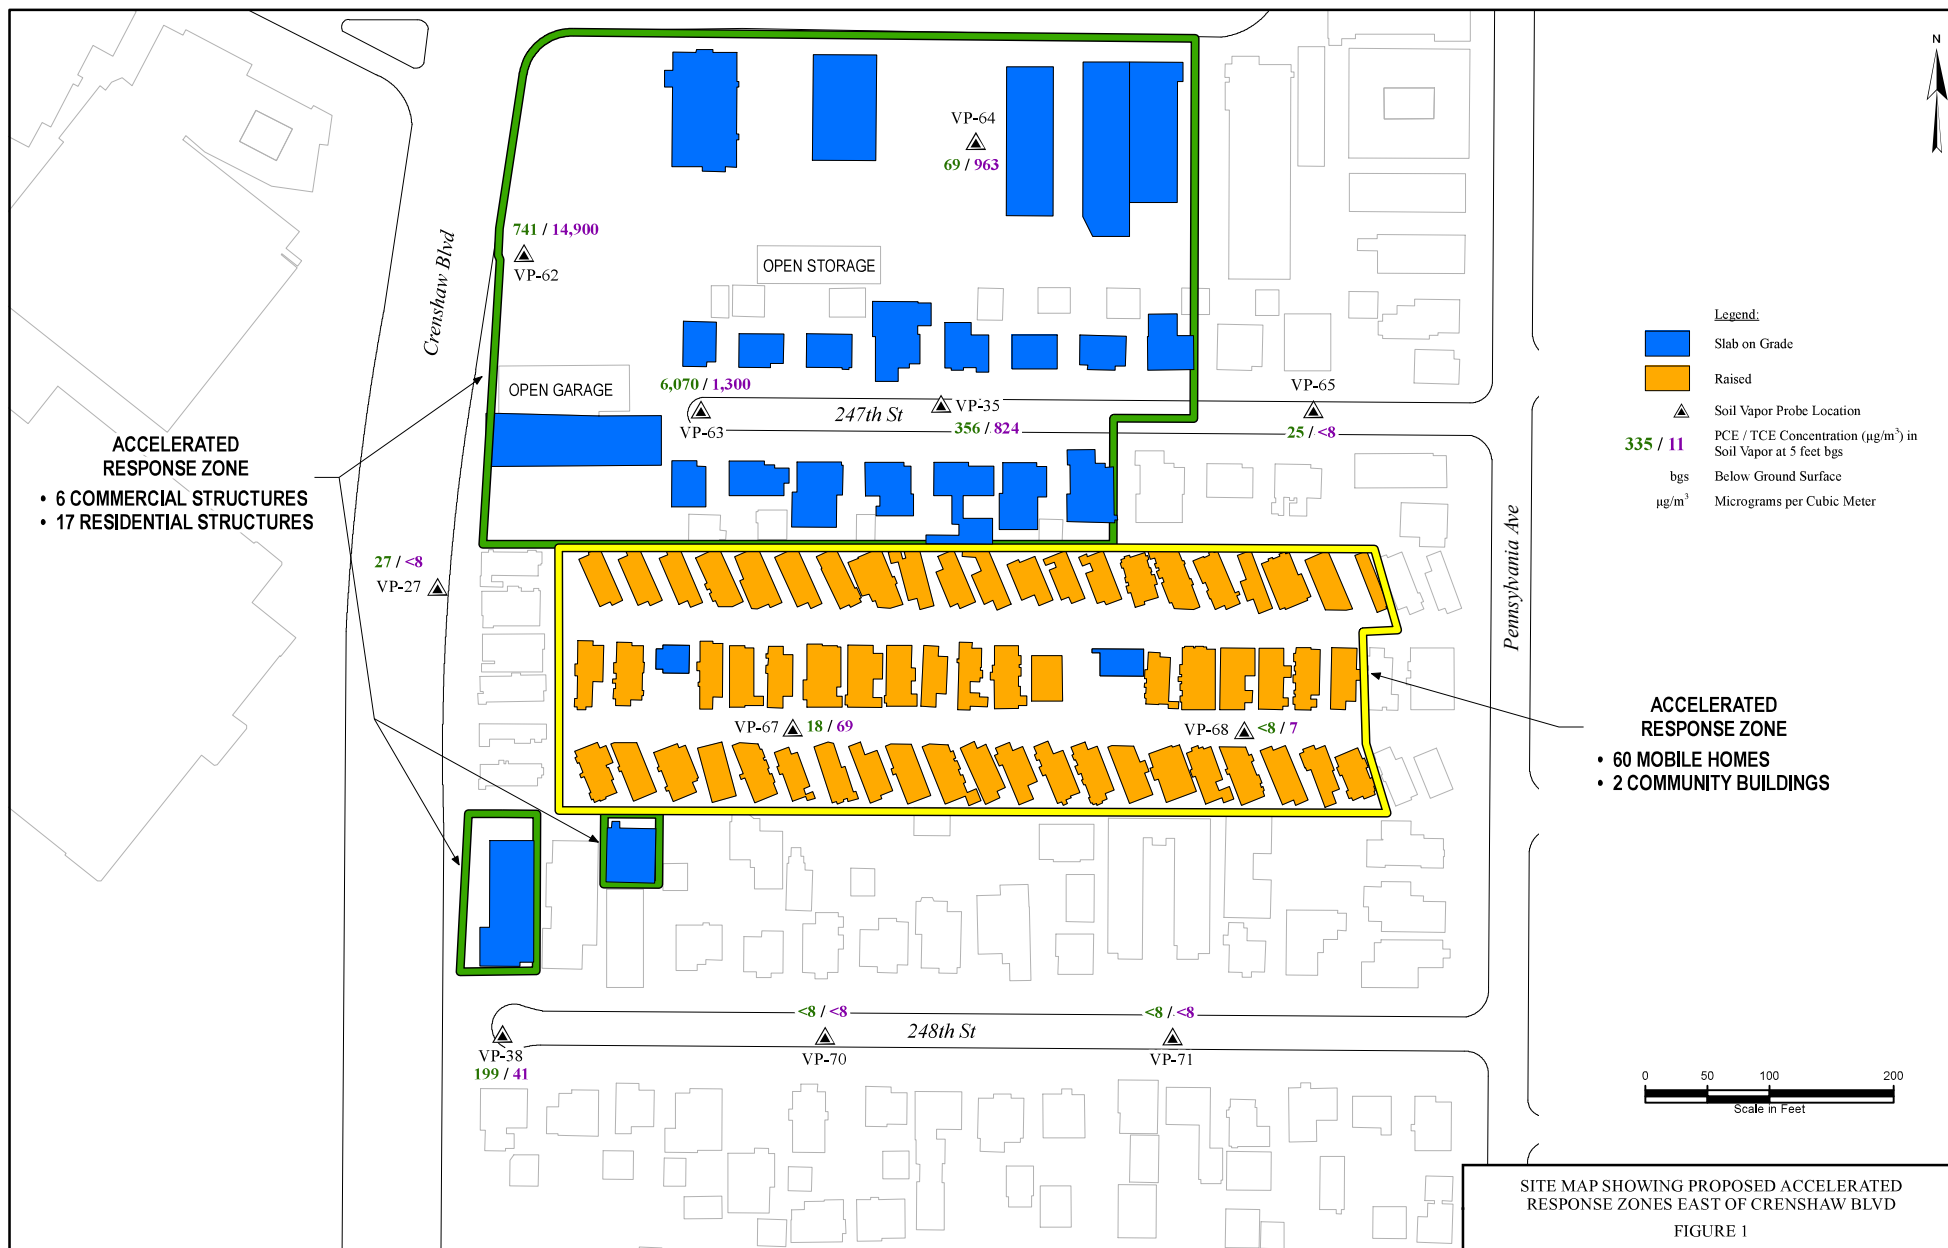 N
VP-64
69 / 963
741 / 14,900
VP-62
Crenshaw Blvd
OPEN STORAGE
OPEN GARAGE
6,070 / 1,300
VP-63
247th St
VP-35
356 / 824
VP-65
25 / <8
ACCELERATED
RESPONSE ZONE
• 6 COMMERCIAL STRUCTURES
• 17 RESIDENTIAL STRUCTURES
27 / <8
VP-27
Legend:
Slab on Grade
Raised
Soil Vapor Probe Location
335 / 11 PCE / TCE Concentration (µg/m³) in
Soil Vapor at 5 feet bgs
bgs Below Ground Surface
µg/m³ Micrograms per Cubic Meter
Pennsylvania Ave
VP-67 18 / 69
VP-68 <8 / 7
ACCELERATED
RESPONSE ZONE
• 60 MOBILE HOMES
• 2 COMMUNITY BUILDINGS
VP-38
199 / 41
<8 / <8
VP-70
248th St
<8 / <8
VP-71
0 50 100 200
Scale in Feet
SITE MAP SHOWING PROPOSED ACCELERATED
RESPONSE ZONES EAST OF CRENSHAW BLVD
FIGURE 1